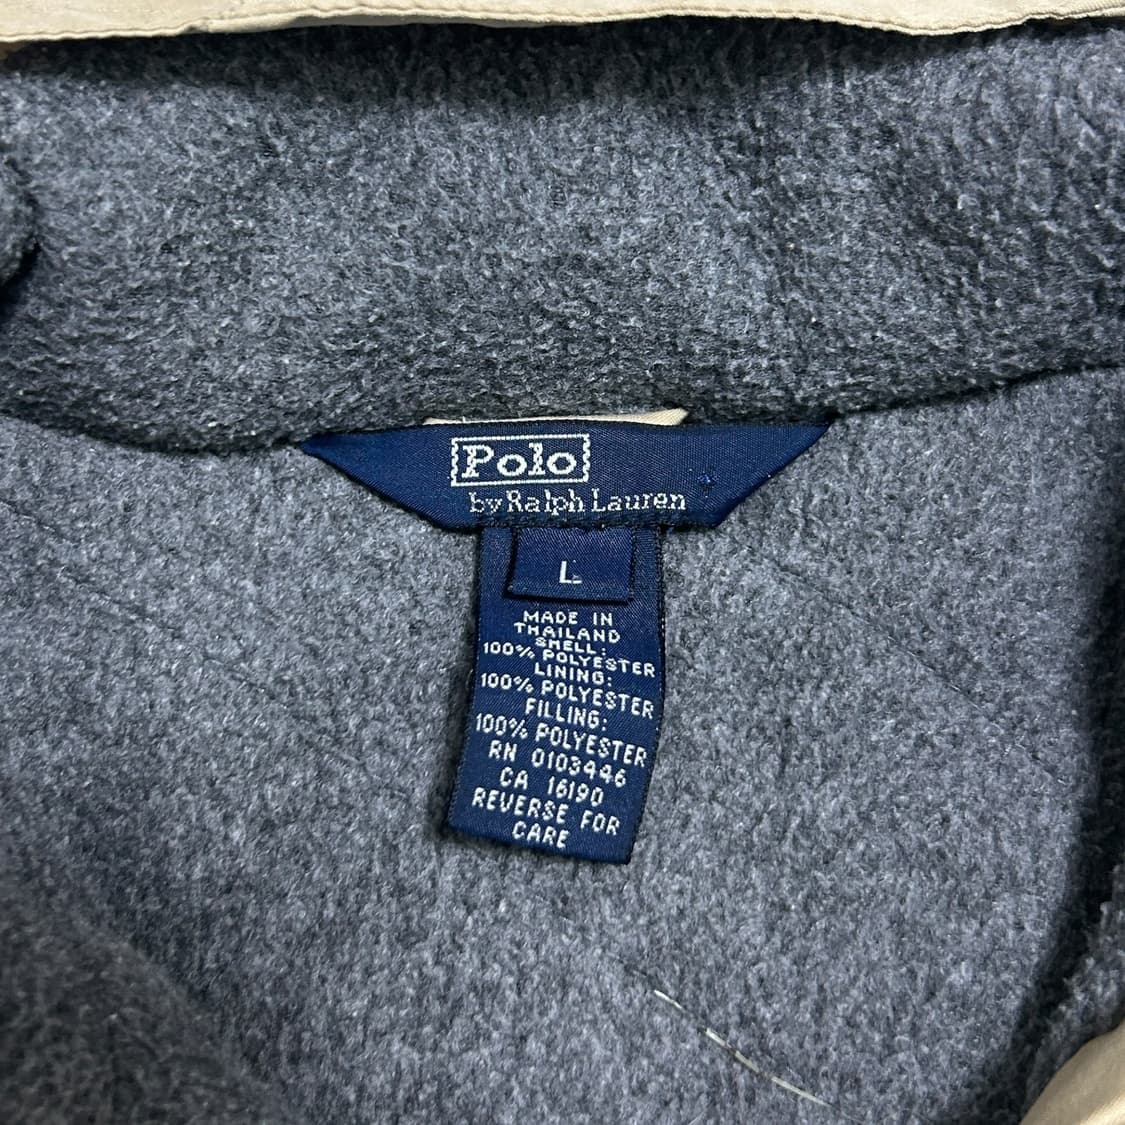 Polo
by Ralph Lauren
L
MADE IN
THAILAND
SHELL:
100% POLYESTER
LINING:
100% POLYESTER
FILLING:
100% POLYESTER
RN 0103446
CA 16190
REVERSE FOR
CARE